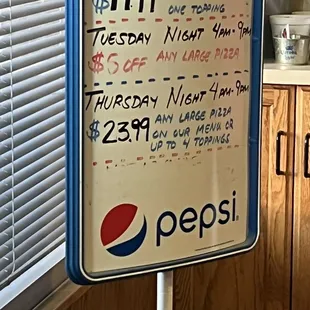 ONE TOPPING
TUESDAY NIGHT 4PM-9PM
$5 OFF ANY LARGE PIZZA
THURSDAY NIGHT 4PM-9PM
$23.99 ANY LARGE PIZZA
ON OUR MENU OR
UP TO 4 TOPPINGS
pepsi